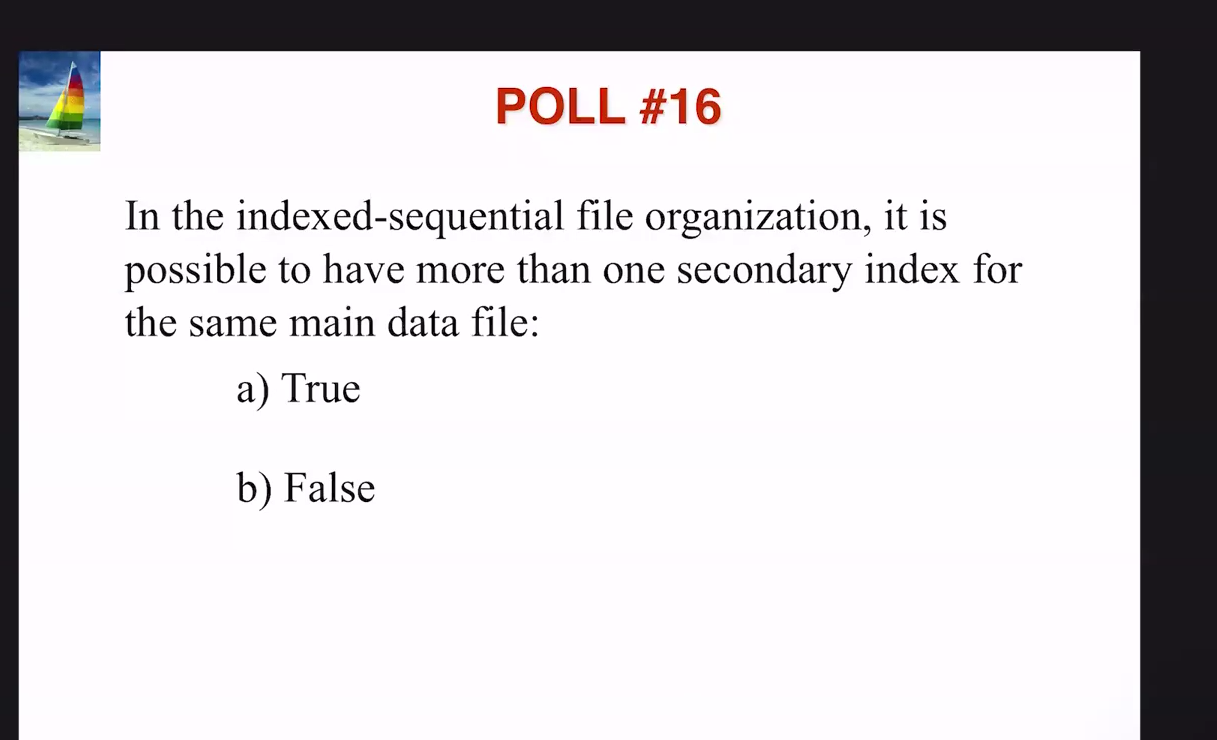 POLL #16
In the indexed-sequential file organization, it is
possible to have more than one secondary index for
the same main data file:
a) True
b) False